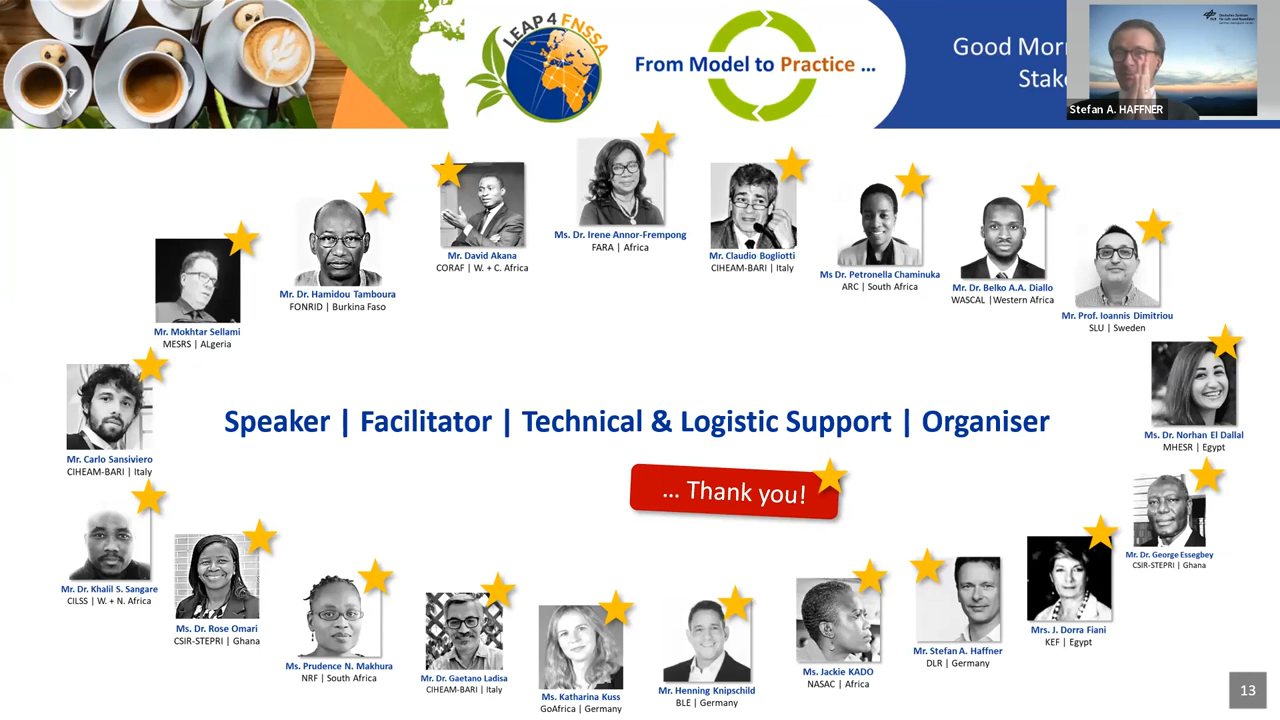 LEAP 4 FNSSA
From Model to Practice ...
Good Mor
Stak
DLR
Stefan A. HAFFNER
Ms. Dr. Irene Annor-Frempong
FARA | Africa
Mr. David Akana
CORAF | W. + C. Africa
Mr. Claudio Bogliotti
CIHEAM-BARI | Italy
Ms Dr. Petronella Chaminuka
ARC | South Africa
Mr. Dr. Hamidou Tamboura
FONRID | Burkina Faso
Mr. Dr. Belko A.A. Diallo
WASCAL |Western Africa
Mr. Prof. Ioannis Dimitriou
SLU | Sweden
Mr. Mokhtar Sellami
MESRS | ALgeria
Ms. Dr. Norhan El Dallal
MHESR | Egypt
Mr. Carlo Sansiviero
CIHEAM-BARI | Italy
Speaker | Facilitator | Technical & Logistic Support | Organiser
... Thank you!
Mr. Dr. George Essegbey
CSIR-STEPRI | Ghana
Mr. Dr. Khalil S. Sangare
CILSS | W. + N. Africa
Ms. Dr. Rose Omari
CSIR-STEPRI | Ghana
Mrs. J. Dorra Fiani
KEF | Egypt
Mr. Stefan A. Haffner
DLR | Germany
Ms. Prudence N. Makhura
NRF | South Africa
Mr. Dr. Gaetano Ladisa
CIHEAM-BARI | Italy
Ms. Jackie KADO
NASAC | Africa
Ms. Katharina Kuss
GoAfrica | Germany
Mr. Henning Knipschild
BLE | Germany
13